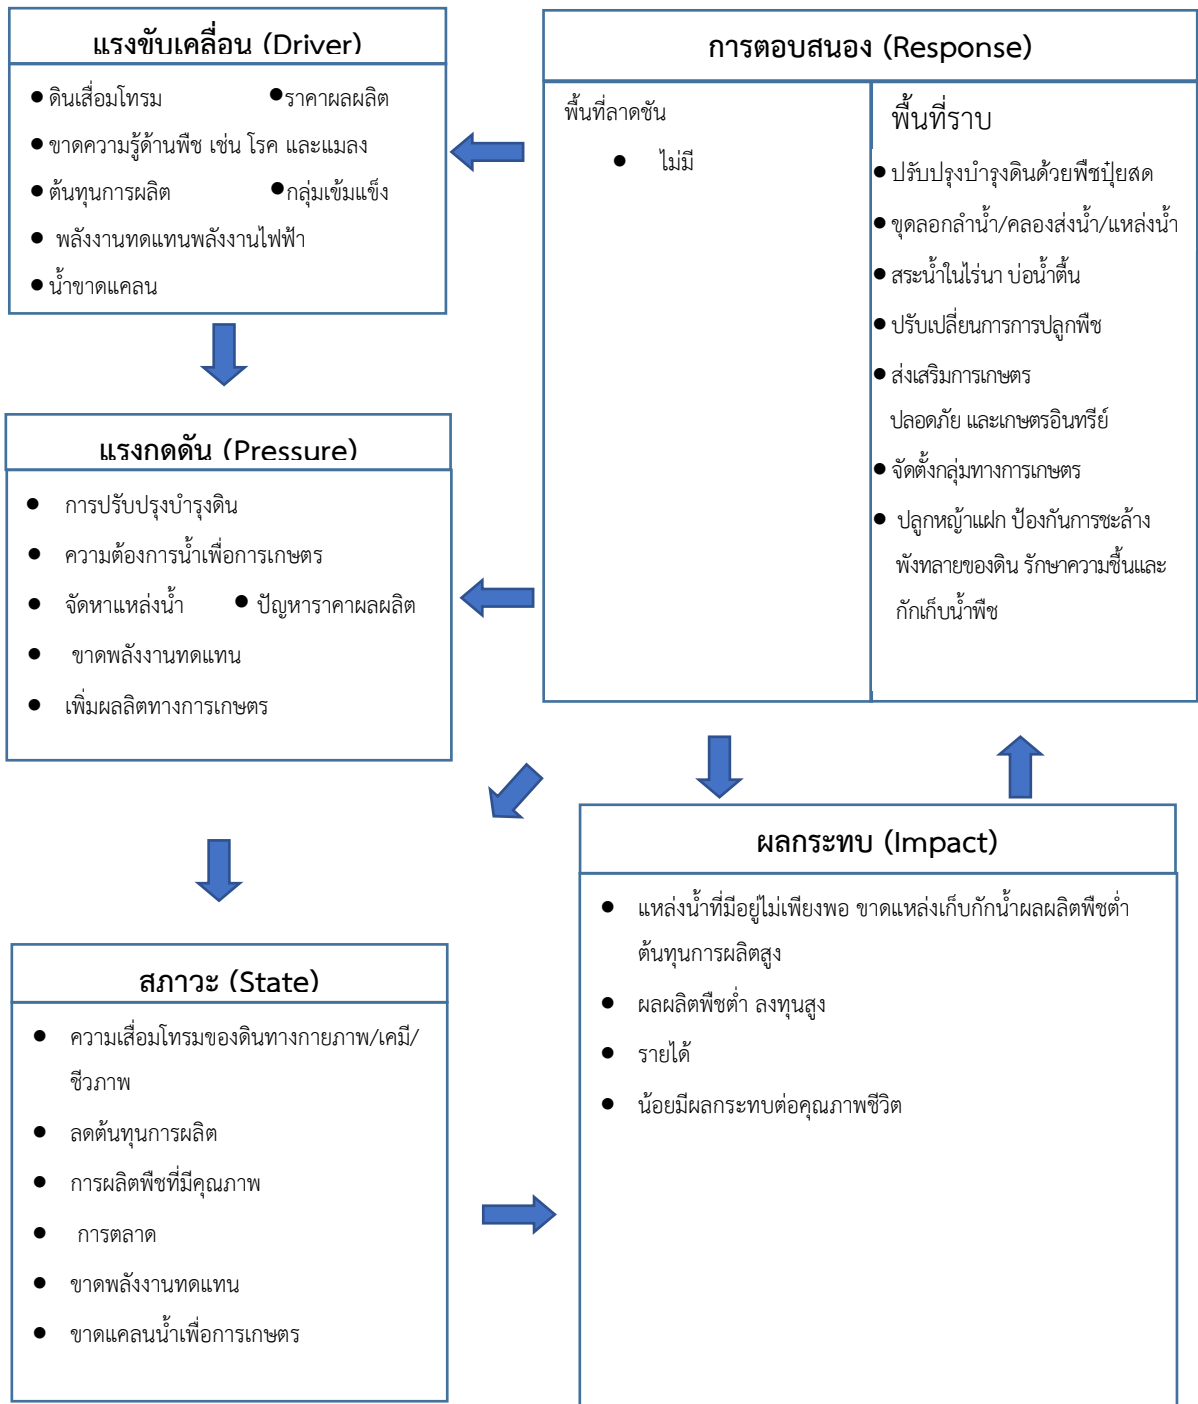 แรงขับเคลื่อน (Driver)
● ดินเสื่อมโทรม ●ราคาผลผลิต
● ขาดความรู้ด้านพืช เช่น โรค และแมลง
● ต้นทุนการผลิต ●กลุ่มเข้มแข็ง
● พลังงานทดแทนพลังงานไฟฟ้า
● น้ำขาดแคลน
การตอบสนอง (Response)
พื้นที่ลาดชัน
● ไม่มี
พื้นที่ราบ
● ปรับปรุงบำรุงดินด้วยพืชปุ๋ยสด
● ขุดลอกลำน้ำ/คลองส่งน้ำ/แหล่งน้ำ
● สระน้ำในไร่นา บ่อน้ำตื้น
● ปรับเปลี่ยนการการปลูกพืช
● ส่งเสริมการเกษตร
ปลอดภัย และเกษตรอินทรีย์
● จัดตั้งกลุ่มทางการเกษตร
● ปลูกหญ้าแฝก ป้องกันการชะล้าง
พังทลายของดิน รักษาความชื้นและ
กักเก็บน้ำพืช
แรงกดดัน (Pressure)
● การปรับปรุงบำรุงดิน
● ความต้องการน้ำเพื่อการเกษตร
● จัดหาแหล่งน้ำ ● ปัญหาราคาผลผลิต
● ขาดพลังงานทดแทน
● เพิ่มผลลิตทางการเกษตร
สภาวะ (State)
● ความเสื่อมโทรมของดินทางกายภาพ/เคมี/
ชีวภาพ
● ลดต้นทุนการผลิต
● การผลิตพืชที่มีคุณภาพ
● การตลาด
● ขาดพลังงานทดแทน
● ขาดแคลนน้ำเพื่อการเกษตร
ผลกระทบ (Impact)
● แหล่งน้ำที่มีอยู่ไม่เพียงพอ ขาดแหล่งเก็บกักน้ำผลผลิตพืชต่ำ
ต้นทุนการผลิตสูง
● ผลผลิตพืชต่ำ ลงทุนสูง
● รายได้
● น้อยมีผลกระทบต่อคุณภาพชีวิต